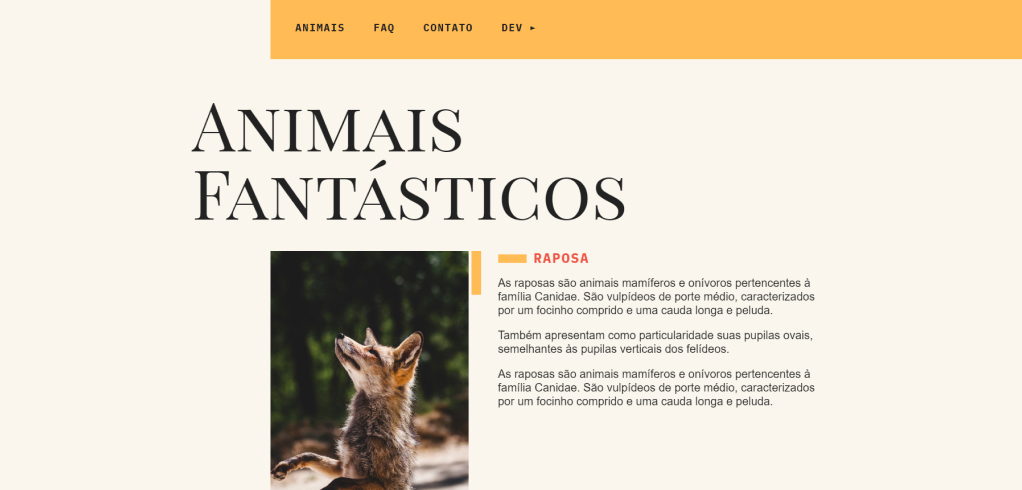 ANIMAIS FAQ CONTATO DEV ►
Animais
Fantásticos
RAPOSA
As raposas são animais mamíferos e onívoros pertencentes à
família Canidae. São vulpídeos de porte médio, caracterizados
por um focinho comprido e uma cauda longa e peluda.
Também apresentam como particularidade suas pupilas ovais,
semelhantes às pupilas verticais dos felídeos.
As raposas são animais mamíferos e onívoros pertencentes à
família Canidae. São vulpídeos de porte médio, caracterizados
por um focinho comprido e uma cauda longa e peluda.